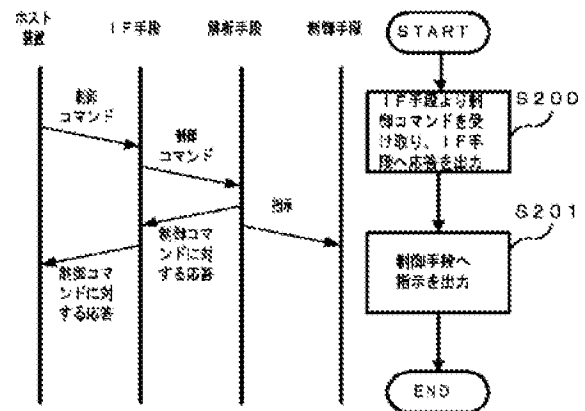 ホスト
装置
IF手段
解析手段
制御手段
制御
コマンド
制御
コマンド
指示
制御コマ
ンドに対
する応答
制御コマ
ンドに対
する応答
START
IF手段より制
御コマンドを受
け取り、IF手
段へ応答を出力
S200
制御手段へ
指示を出力
S201
END